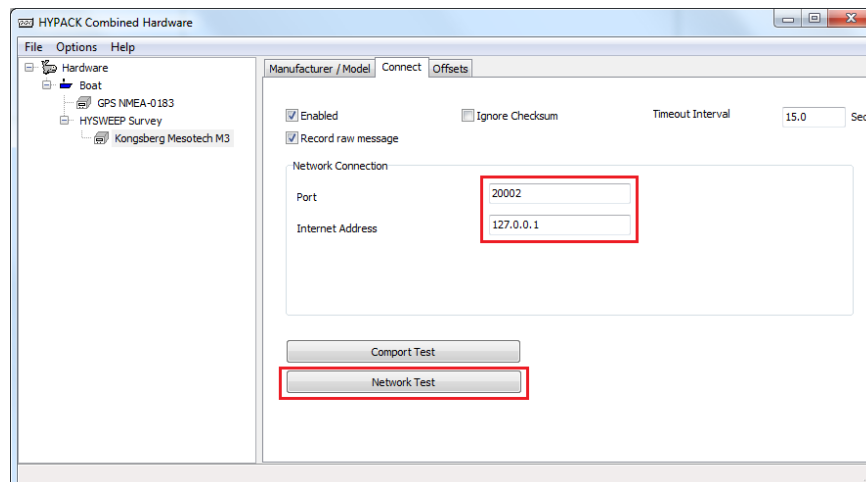 HYPACK Combined Hardware
File Options Help
Hardware
Boat
GPS NMEA-0183
HYSWEEP Survey
Kongsberg Mesotech M3
Manufacturer / Model Connect Offsets
Enabled Ignore Checksum Timeout Interval 15.0 Sec
Record raw message
Network Connection
Port 20002
Internet Address 127.0.0.1
Comport Test
Network Test